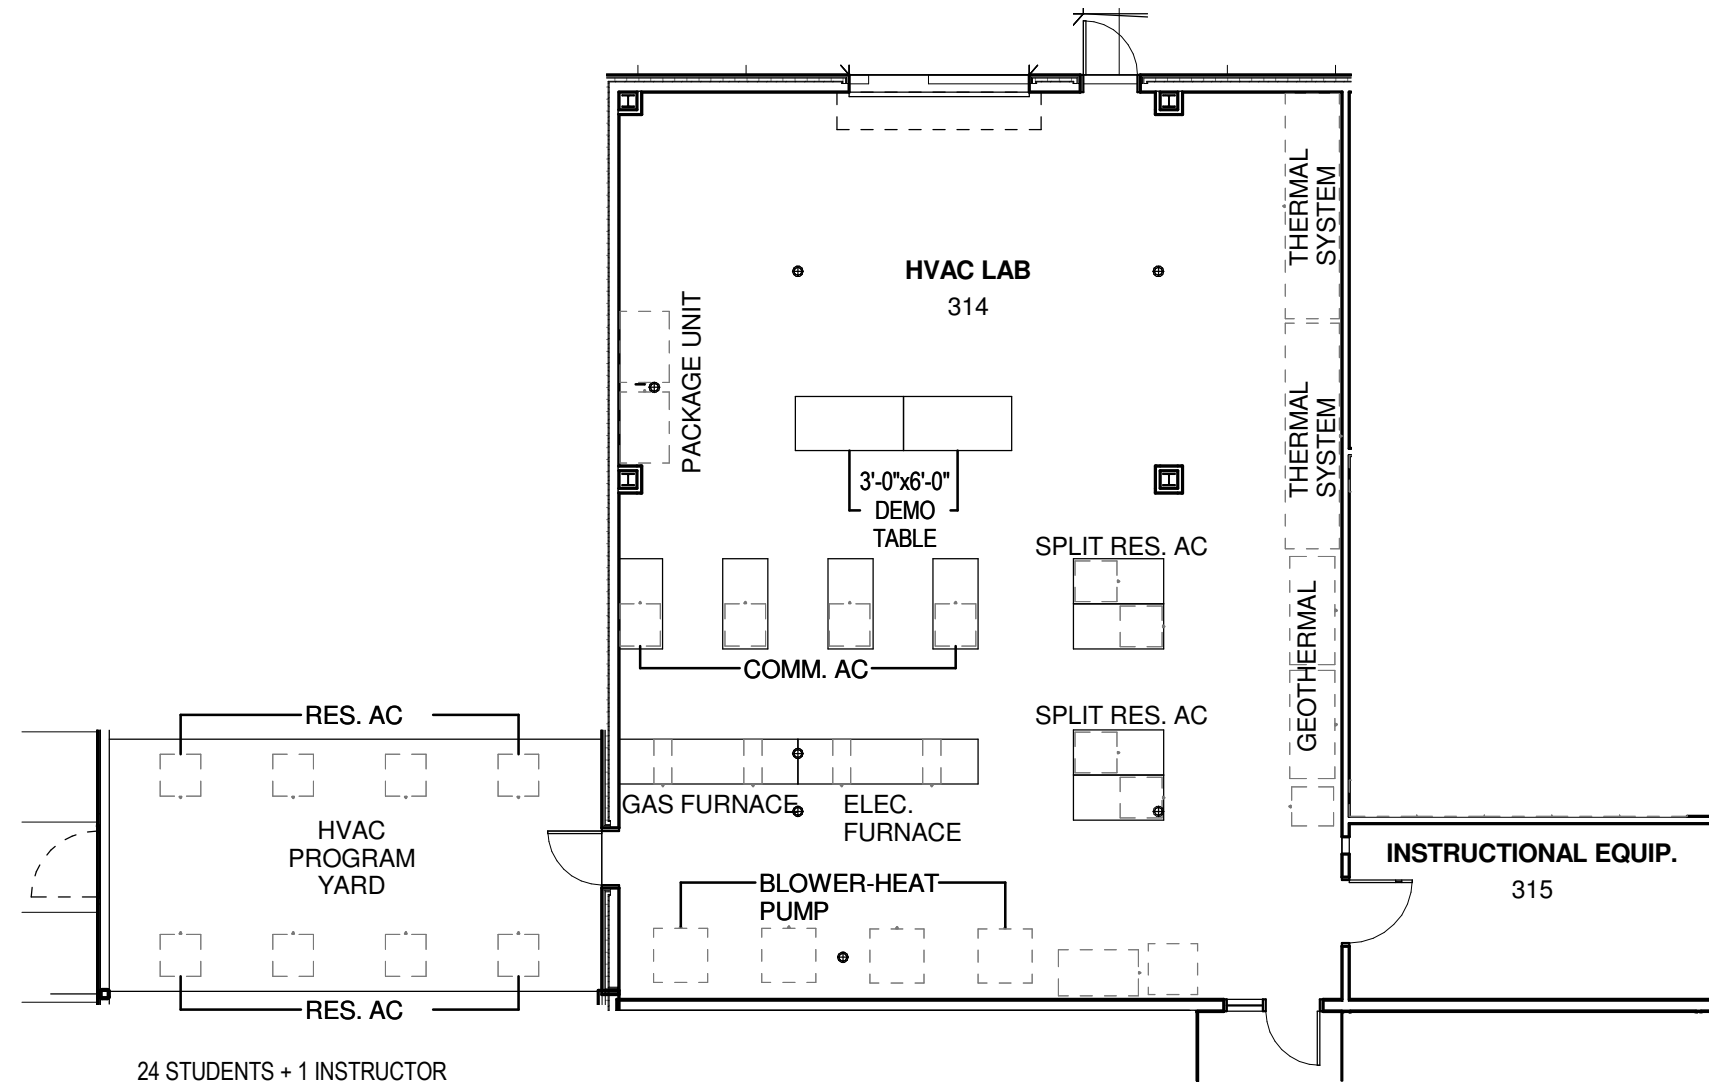 THERMAL
SYSTEM
HVAC LAB
314
PACKAGE UNIT
THERMAL
SYSTEM
3'-0"x6'-0"
DEMO
TABLE
SPLIT RES. AC
COMM. AC
GEOTHERMAL
RES. AC
SPLIT RES. AC
GAS FURNACE
ELEC.
FURNACE
HVAC
PROGRAM
YARD
INSTRUCTIONAL EQUIP.
315
BLOWER-HEAT
PUMP
RES. AC
24 STUDENTS + 1 INSTRUCTOR